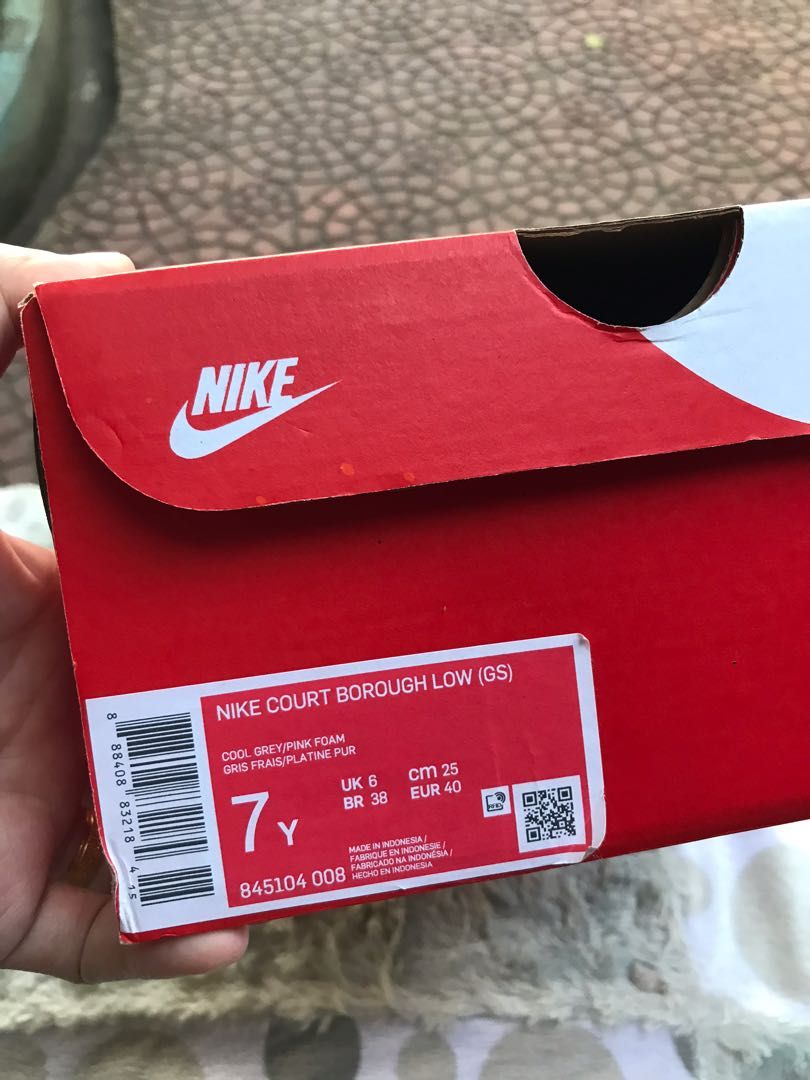 NIKE
NIKE COURT BOROUGH LOW (GS)
COOL GREY/PINK FOAM
GRIS FRAIS/PLATINE PUR
7 Y
UK 6
BR 38
cm 25
EUR 40
845104 008
MADE IN INDONESIA /
FABRIQUE EN INDONESIE /
FABRICADO NA INDONÉSIA /
HECHO EN INDONESIA
RFID
8 88408 83218 4 15